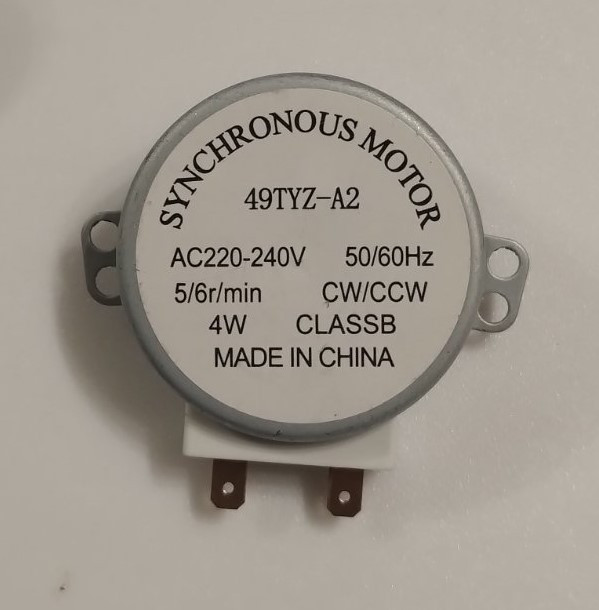 SYNCHRONOUS MOTOR
49TYZ-A2
AC220-240V 50/60Hz
5/6r/min CW/CCW
4W CLASSB
MADE IN CHINA